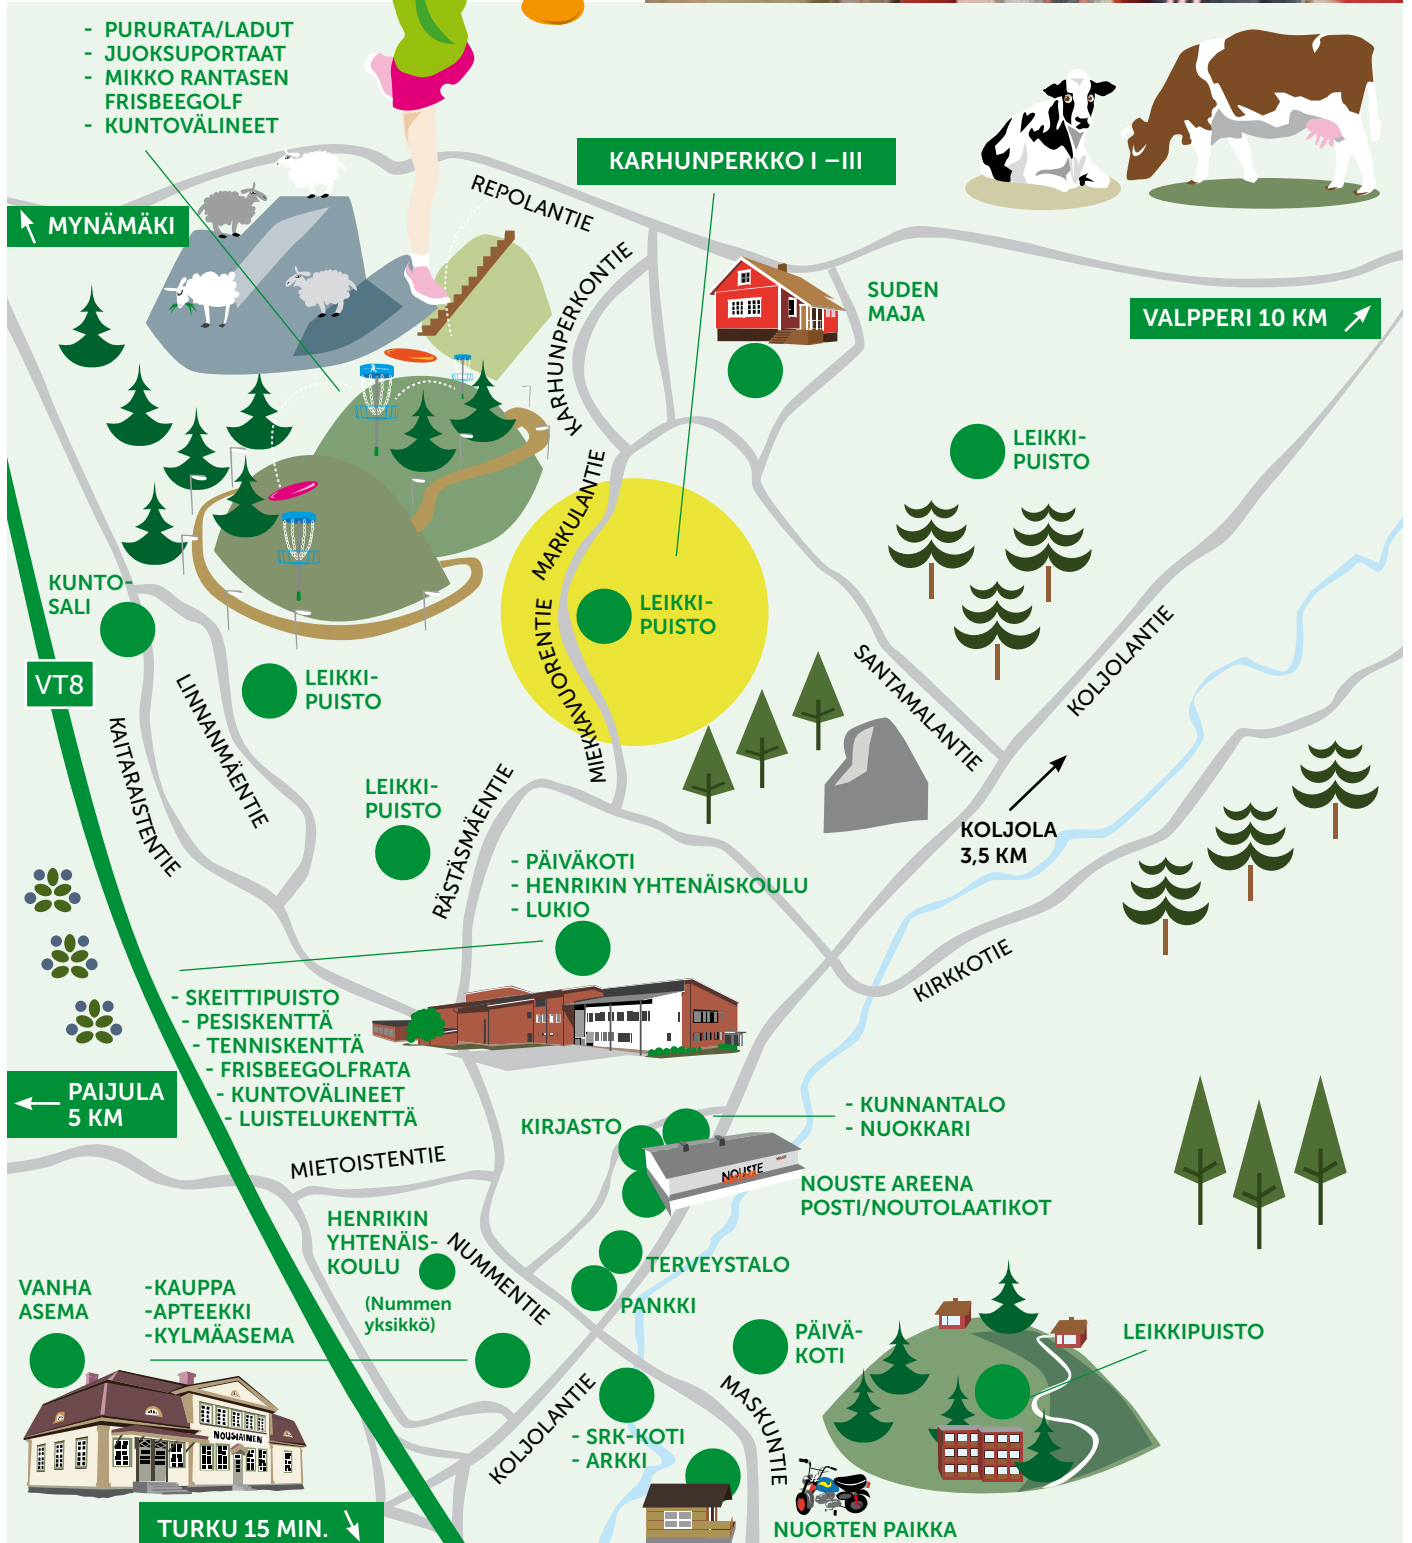 - PURURATA/LADUT
- JUOKSUPORTAAT
- MIKKO RANTASEN
FRISBEEGOLF
- KUNTOVÄLINEET
KARHUNPERKKO I –III
REPOLANTIE
MYNÄMÄKI
KARHUNPERKONTIE
SUDEN
MAJA
VALPPERI 10 KM
LEIKKI-
PUISTO
MARKULANTIE
KUNTO-
SALI
LEIKKI-
PUISTO
MIEKKAVUORENTIE
VT8
LEIKKI-
PUISTO
LINNANMÄENTIE
KAITARAISTENTIE
SANTAMALANTIE
KOLJOLANTIE
LEIKKI-
PUISTO
RÄSTÄSMÄENTIE
KOLJOLA
3,5 KM
- PÄIVÄKOTI
- HENRIKIN YHTENÄISKOULU
- LUKIO
KIRKKOTIE
- SKEITTIPUISTO
- PESISKENTTÄ
- TENNISKENTTÄ
- FRISBEEGOLFRATA
- KUNTOVÄLINEET
- LUISTELUKENTTÄ
PAIJULA
5 KM
KIRJASTO
- KUNNANTALO
- NUOKKARI
MIETOISTENTIE
NOUSTE
NOUSTE AREENA
POSTI/NOUTOLAATIKOT
HENRIKIN
YHTENÄIS-
KOULU
(Nummen
yksikkö)
NUMMENTIE
TERVEYSTALO
PANKKI
VANHA
ASEMA
-KAUPPA
-APTEEKKI
-KYLMÄASEMA
PÄIVÄ-
KOTI
LEIKKIPUISTO
NOUSIAINEN
KOLJOLANTIE
MASKUNTIE
- SRK-KOTI
- ARKKI
TURKU 15 MIN.
NUORTEN PAIKKA